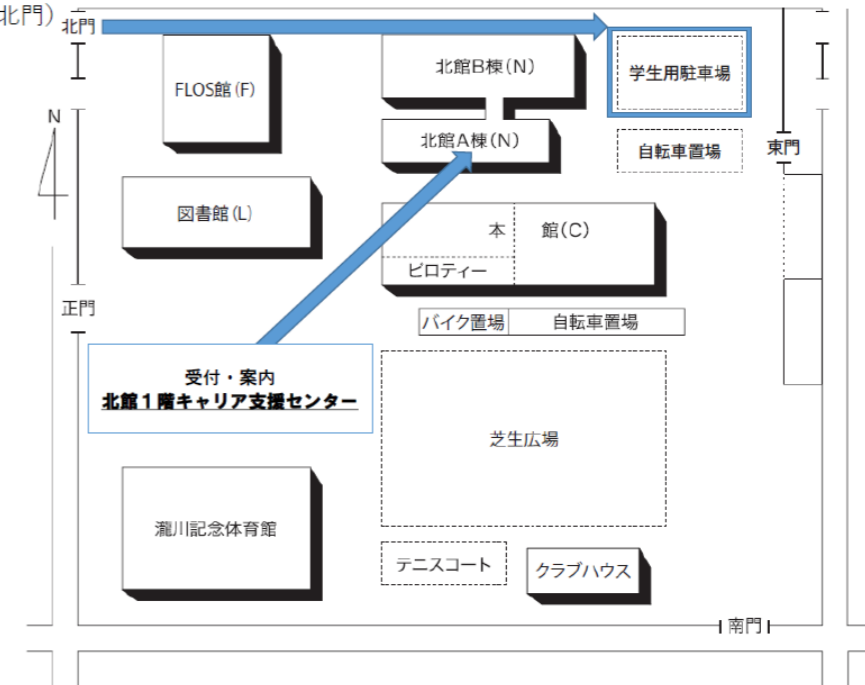 北門)
北門
FLOS館(F)
北館B棟(N)
学生用駐車場
N
北館A棟(N)
自転車置場
東門
図書館(L)
本 館(C)
ピロティー
正門
バイク置場
自転車置場
受付・案内
北館1階キャリア支援センター
芝生広場
瀧川記念体育館
テニスコート
クラブハウス
南門